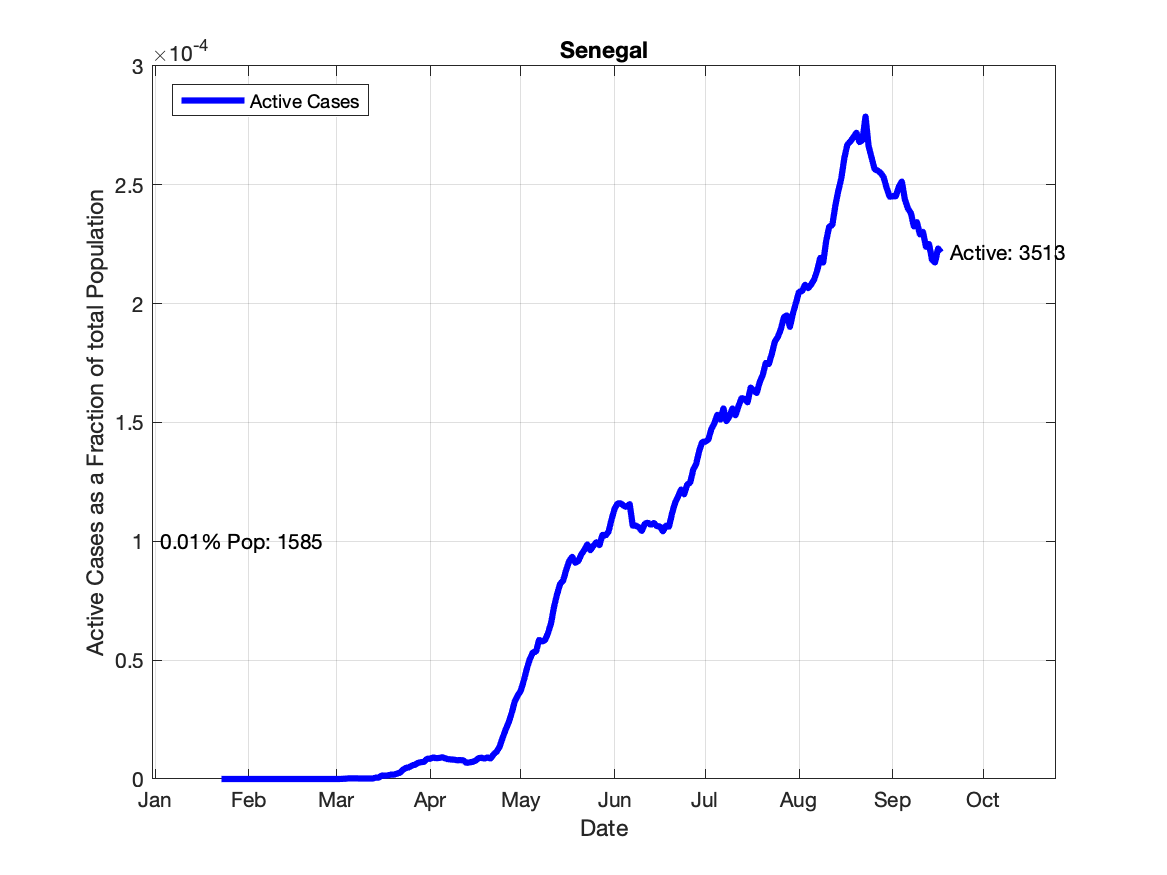 Senegal
×10-4
Active Cases
3
2.5
2
1.5
1
0.5
0
Active Cases as a Fraction of total Population
0.01% Pop: 1585
Active: 3513
Jan Feb Mar Apr May Jun Jul Aug Sep Oct
Date